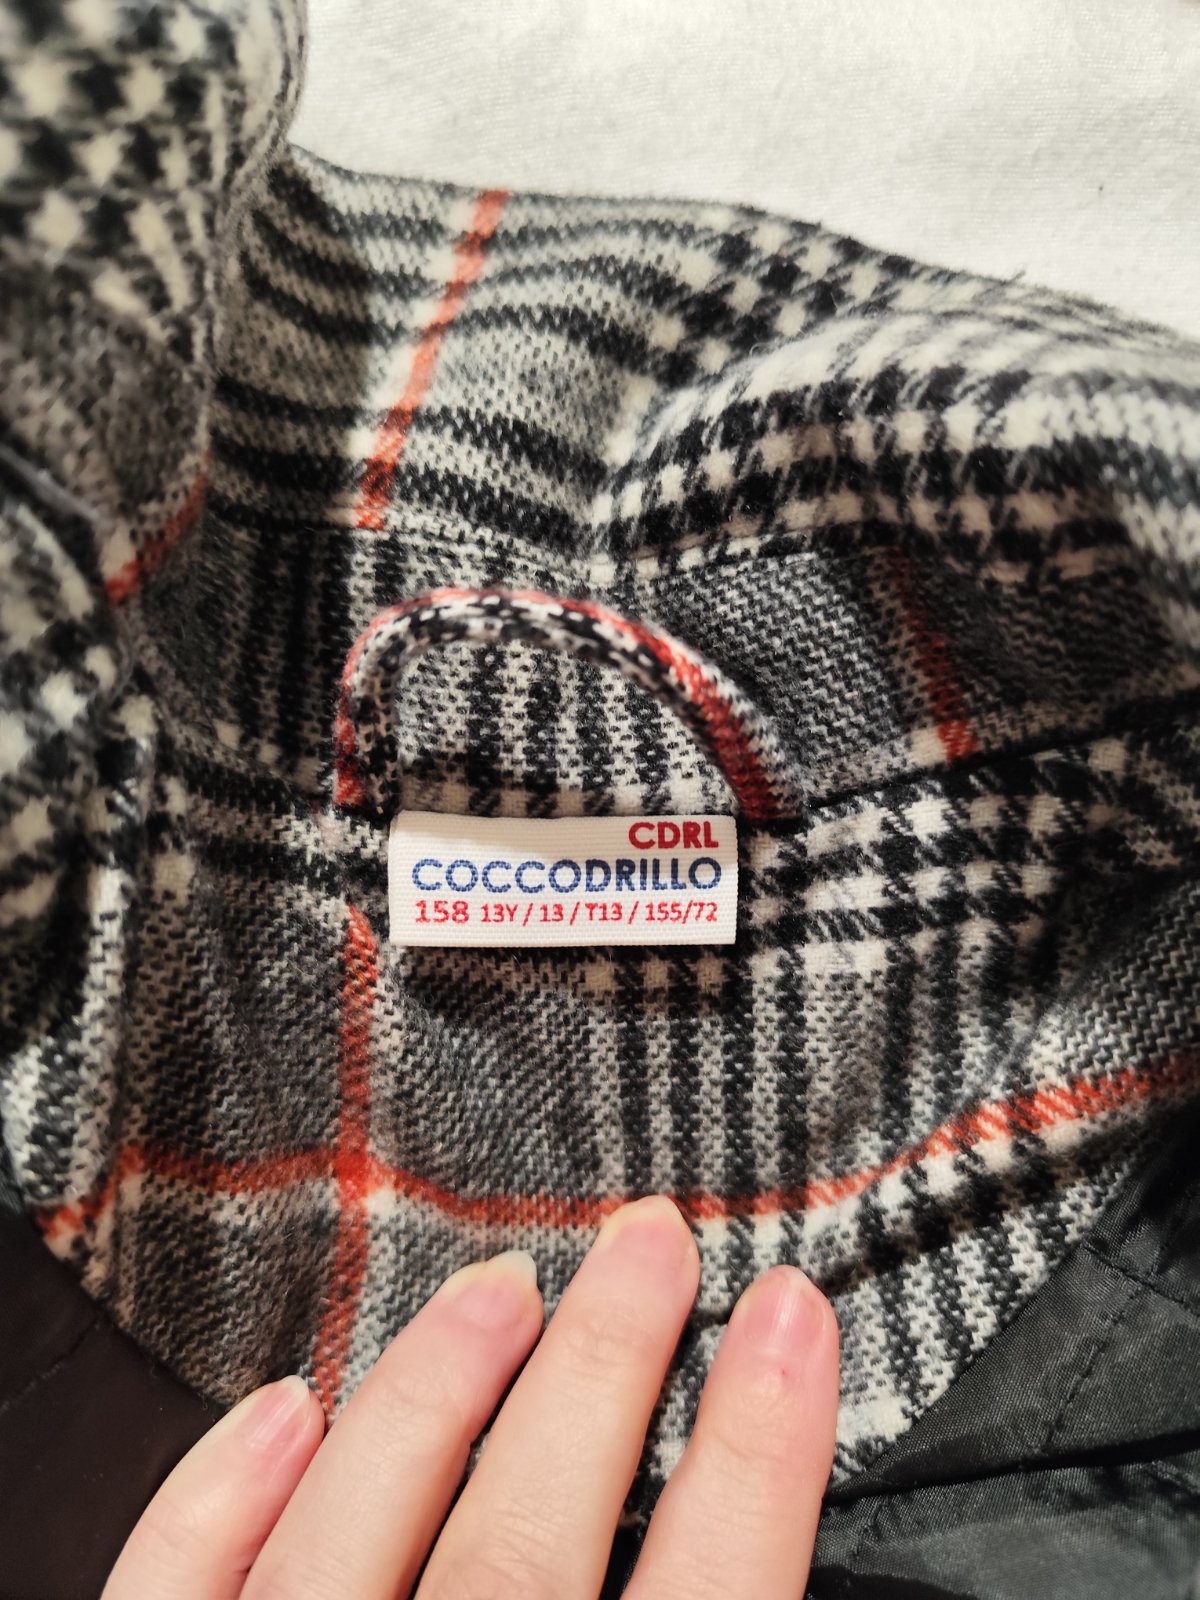 CDRL
COCCODRILLO
158 13Y / 13 / T13 / 155/72